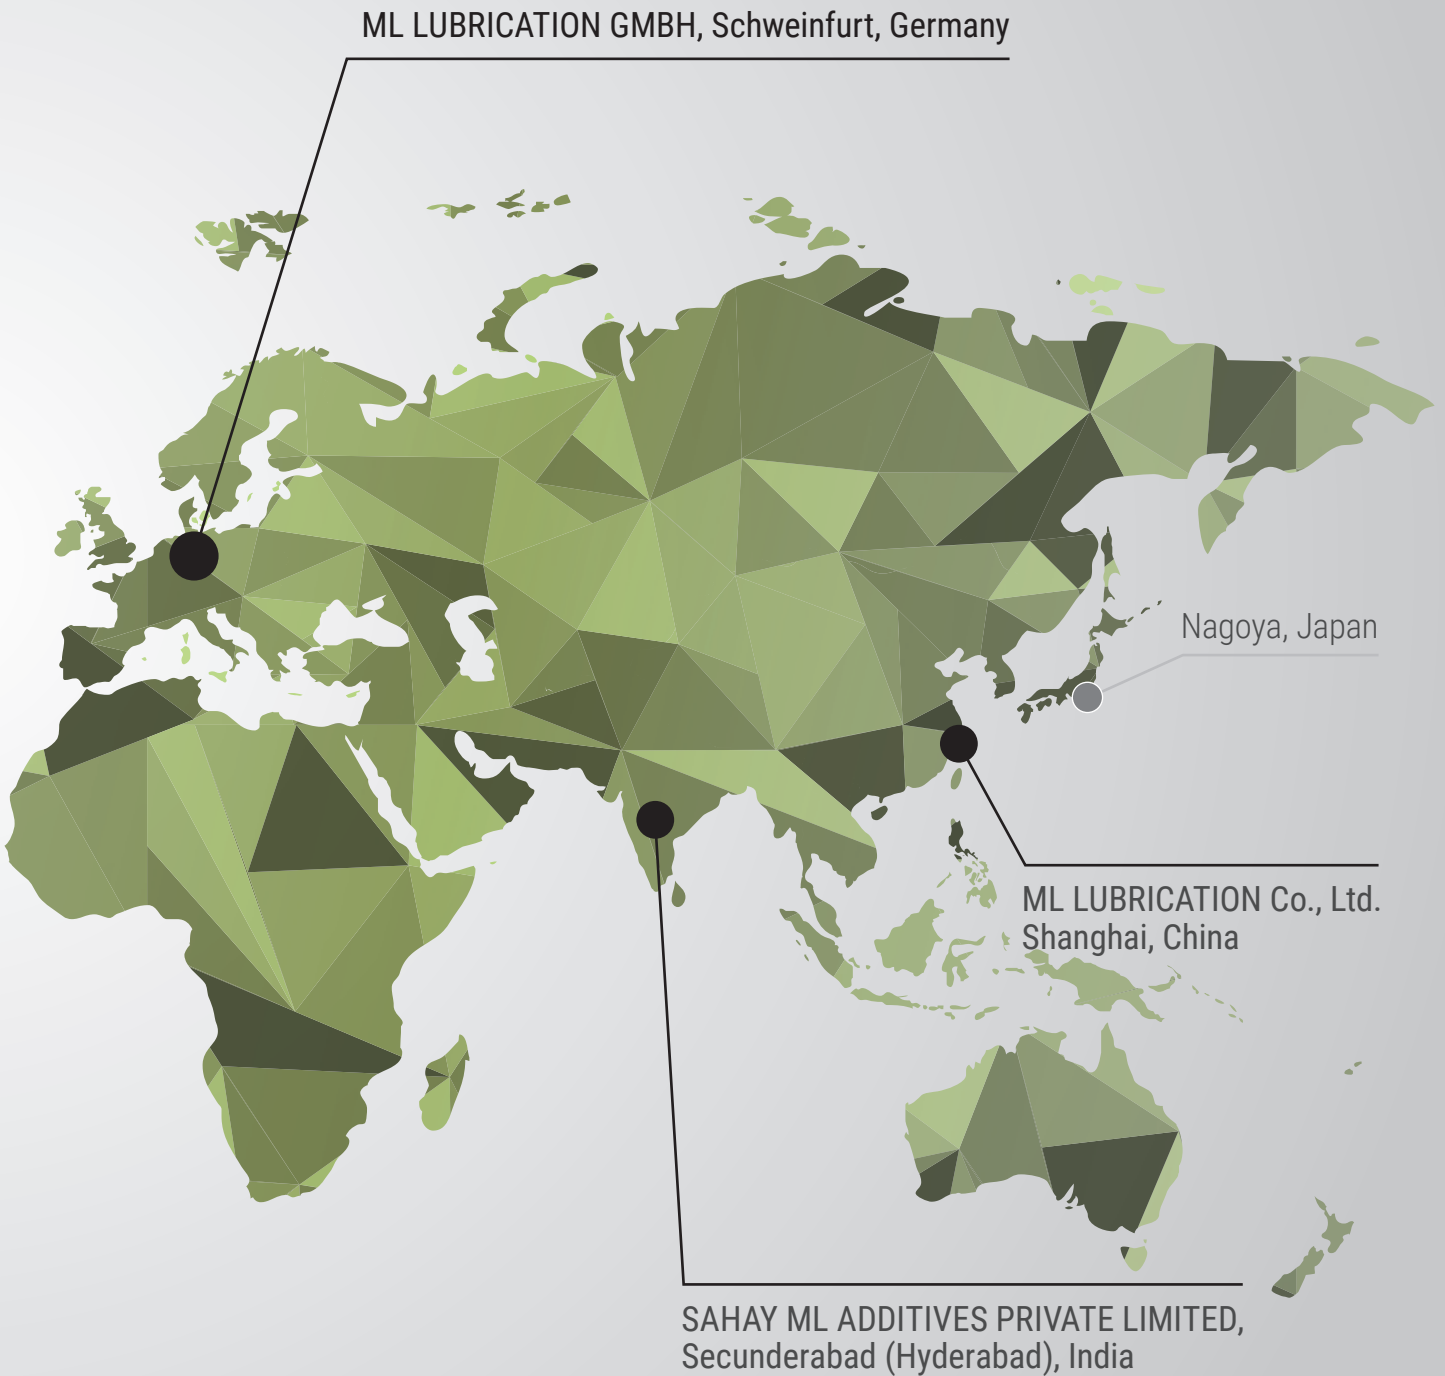 ML LUBRICATION GMBH, Schweinfurt, Germany
Nagoya, Japan
ML LUBRICATION Co., Ltd.
Shanghai, China
SAHAY ML ADDITIVES PRIVATE LIMITED,
Secunderabad (Hyderabad), India